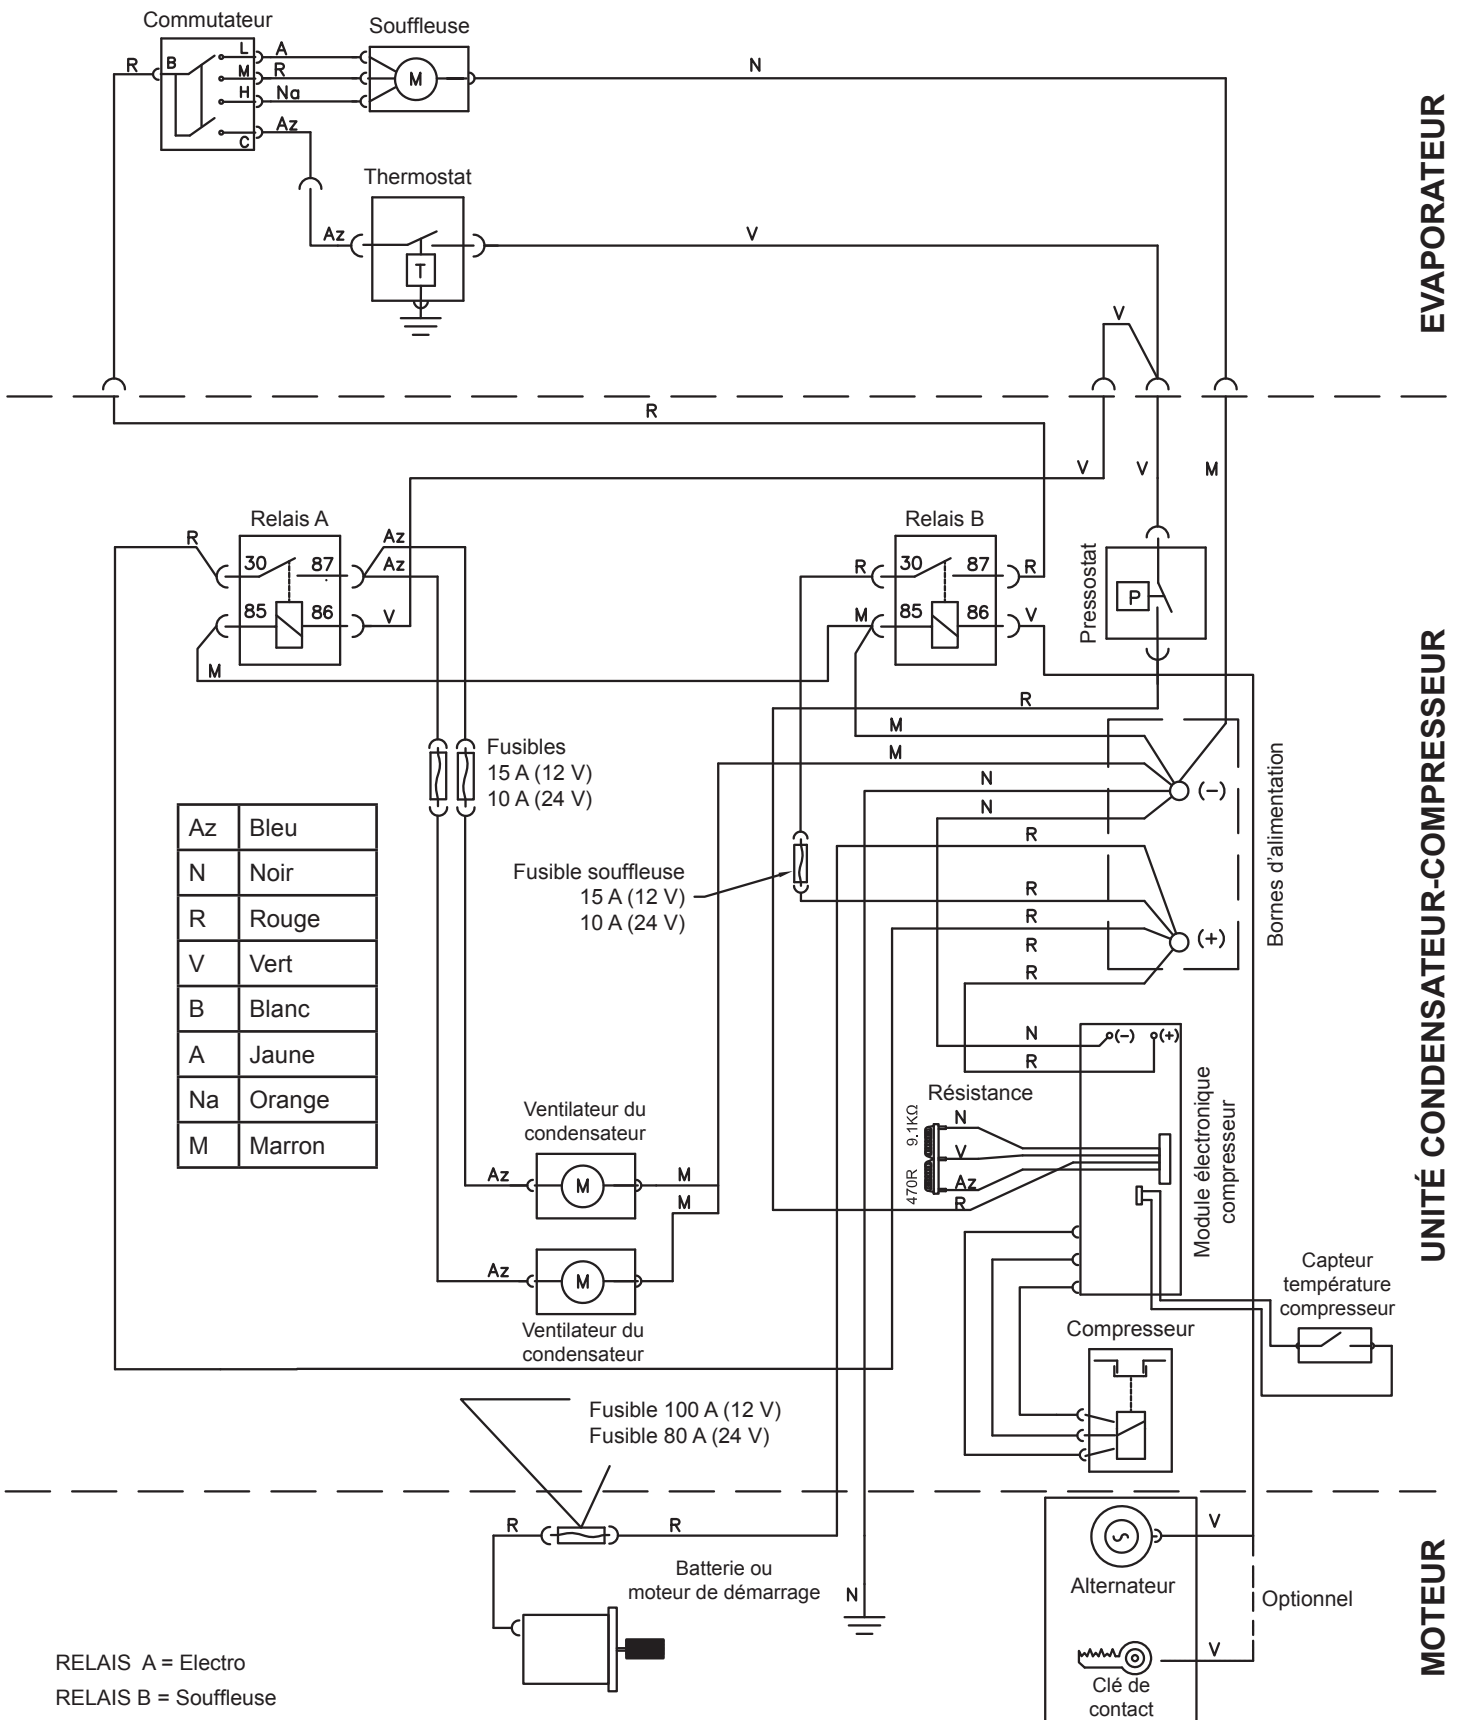 Commutateur
Souffleuse
R
B
L
A
M
R
H
Na
C
Az
M
N
Thermostat
Az
T
V
V
EVAPORATEUR
R
V
V
M
Relais A
R
30
87
Az
Az
85
86
V
M
Relais B
R
30
87
R
M
85
86
V
Pressostat
P
R
M
M
N
N
(-)
R
R
R
R
R
(+)
Bornes d'alimentation
Fusibles
15 A (12 V)
10 A (24 V)
Fusible souffleuse
15 A (12 V)
10 A (24 V)
Az Bleu
N Noir
R Rouge
V Vert
B Blanc
A Jaune
Na Orange
M Marron
N
R
(-)
(+)
Résistance
9.1KΩ
470R
N
V
Az
R
Module électronique
compresseur
Ventilateur du
condensateur
Az
M
M
M
Az
M
Ventilateur du
condensateur
Capteur
température
compresseur
Compresseur
UNITÉ CONDENSATEUR-COMPRESSEUR
Fusible 100 A (12 V)
Fusible 80 A (24 V)
R
R
Batterie ou
moteur de démarrage
N
Alternateur
V
Optionnel
V
Clé de
contact
MOTEUR
RELAIS A = Electro
RELAIS B = Souffleuse